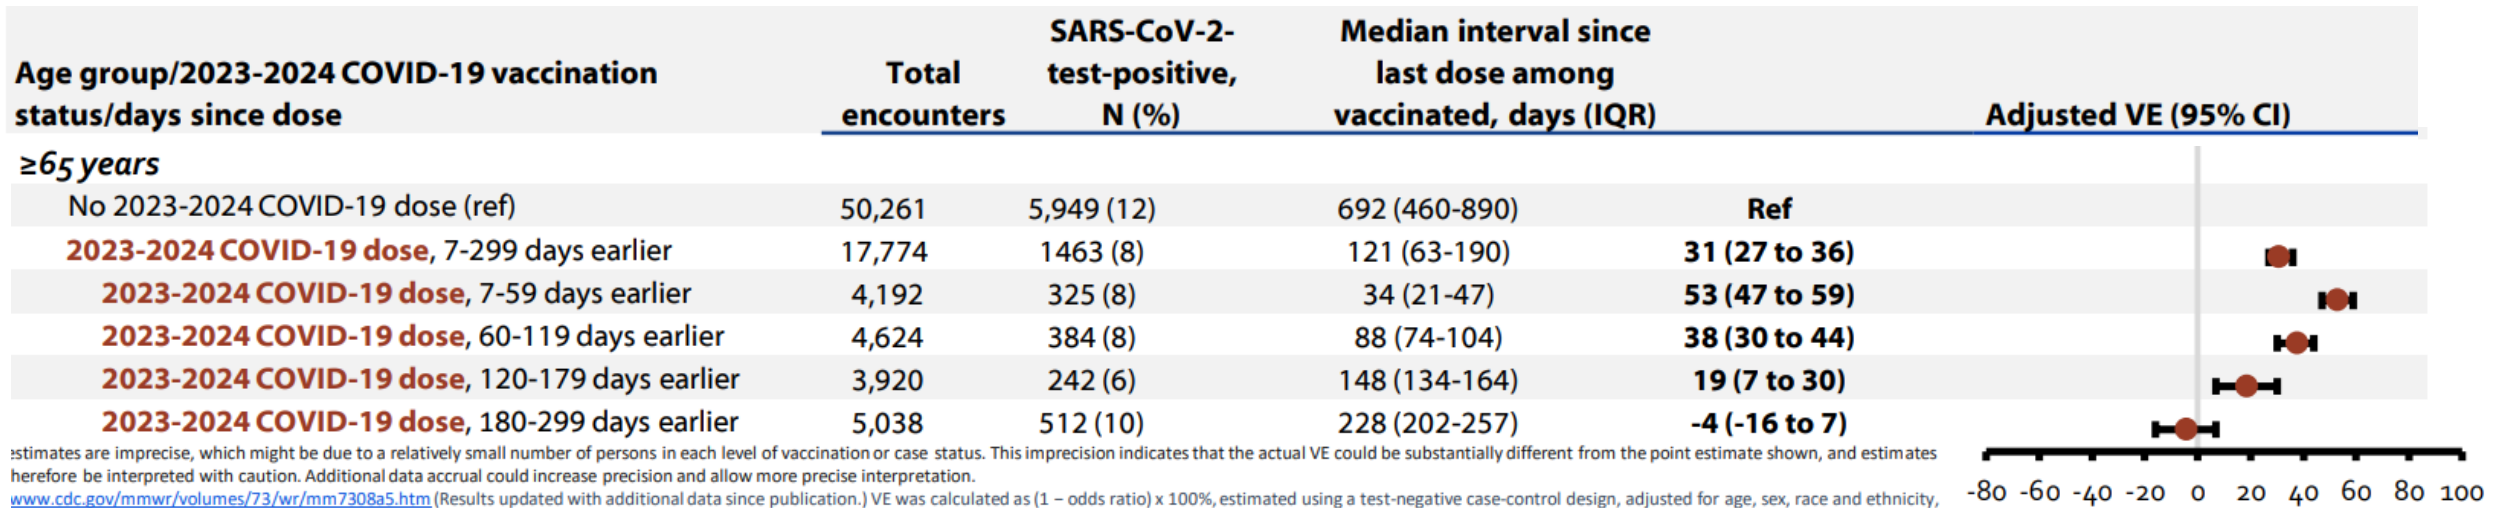 Age group/2023-2024 COVID-19 vaccination status/days since dose
Total encounters
SARS-CoV-2-test-positive, N (%)
Median interval since last dose among vaccinated, days (IQR)
Adjusted VE (95% CI)
≥65 years
No 2023-2024 COVID-19 dose (ref) 50,261 5,949 (12) 692 (460-890) Ref
2023-2024 COVID-19 dose, 7-299 days earlier 17,774 1463 (8) 121 (63-190) 31 (27 to 36)
2023-2024 COVID-19 dose, 7-59 days earlier 4,192 325 (8) 34 (21-47) 53 (47 to 59)
2023-2024 COVID-19 dose, 60-119 days earlier 4,624 384 (8) 88 (74-104) 38 (30 to 44)
2023-2024 COVID-19 dose, 120-179 days earlier 3,920 242 (6) 148 (134-164) 19 (7 to 30)
2023-2024 COVID-19 dose, 180-299 days earlier 5,038 512 (10) 228 (202-257) -4 (-16 to 7)
estimates are imprecise, which might be due to a relatively small number of persons in each level of vaccination or case status. This imprecision indicates that the actual VE could be substantially different from the point estimate shown, and estimates
herefore be interpreted with caution. Additional data accrual could increase precision and allow more precise interpretation.
www.cdc.gov/mmwr/volumes/73/wr/mm7308a5.htm (Results updated with additional data since publication.) VE was calculated as (1 – odds ratio) x 100%, estimated using a test-negative case-control design, adjusted for age, sex, race and ethnicity,
-80 -60 -40 -20 0 20 40 60 80 100